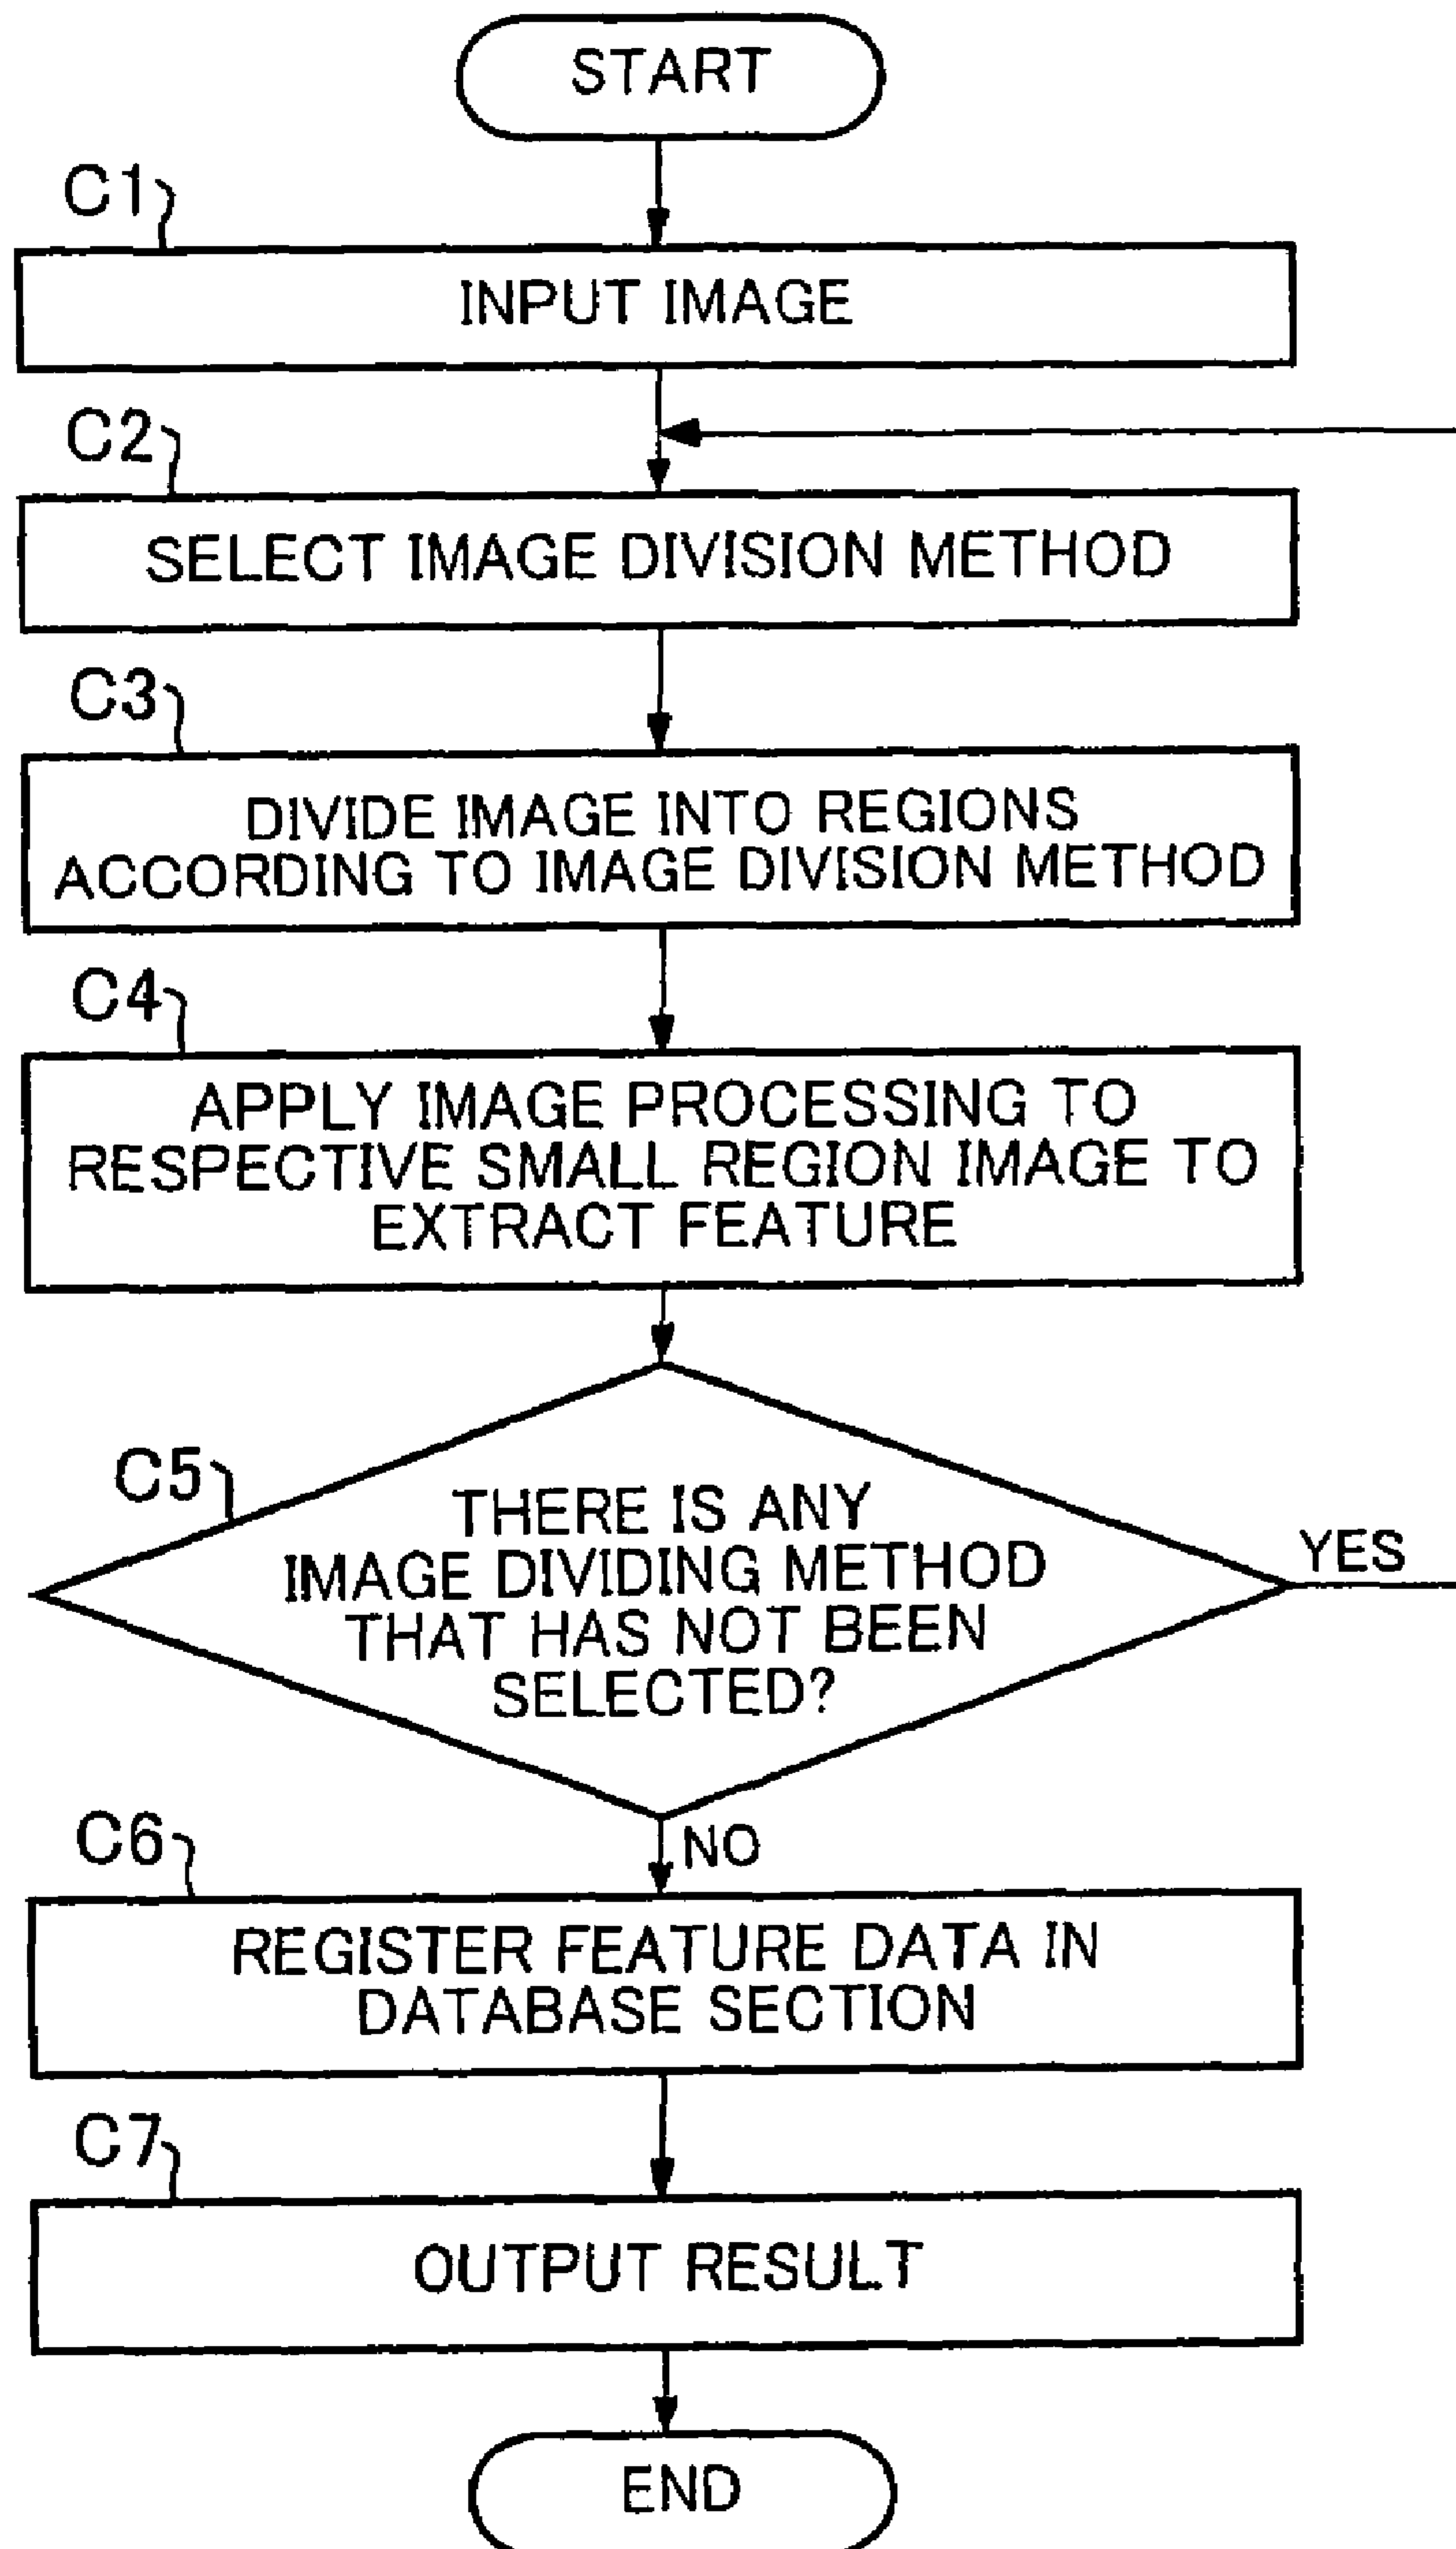 START
C1
INPUT IMAGE
C2
SELECT IMAGE DIVISION METHOD
C3
DIVIDE IMAGE INTO REGIONS
ACCORDING TO IMAGE DIVISION METHOD
C4
APPLY IMAGE PROCESSING TO
RESPECTIVE SMALL REGION IMAGE TO
EXTRACT FEATURE
C5
THERE IS ANY
IMAGE DIVIDING METHOD
THAT HAS NOT BEEN
SELECTED?
YES
NO
C6
REGISTER FEATURE DATA IN
DATABASE SECTION
C7
OUTPUT RESULT
END